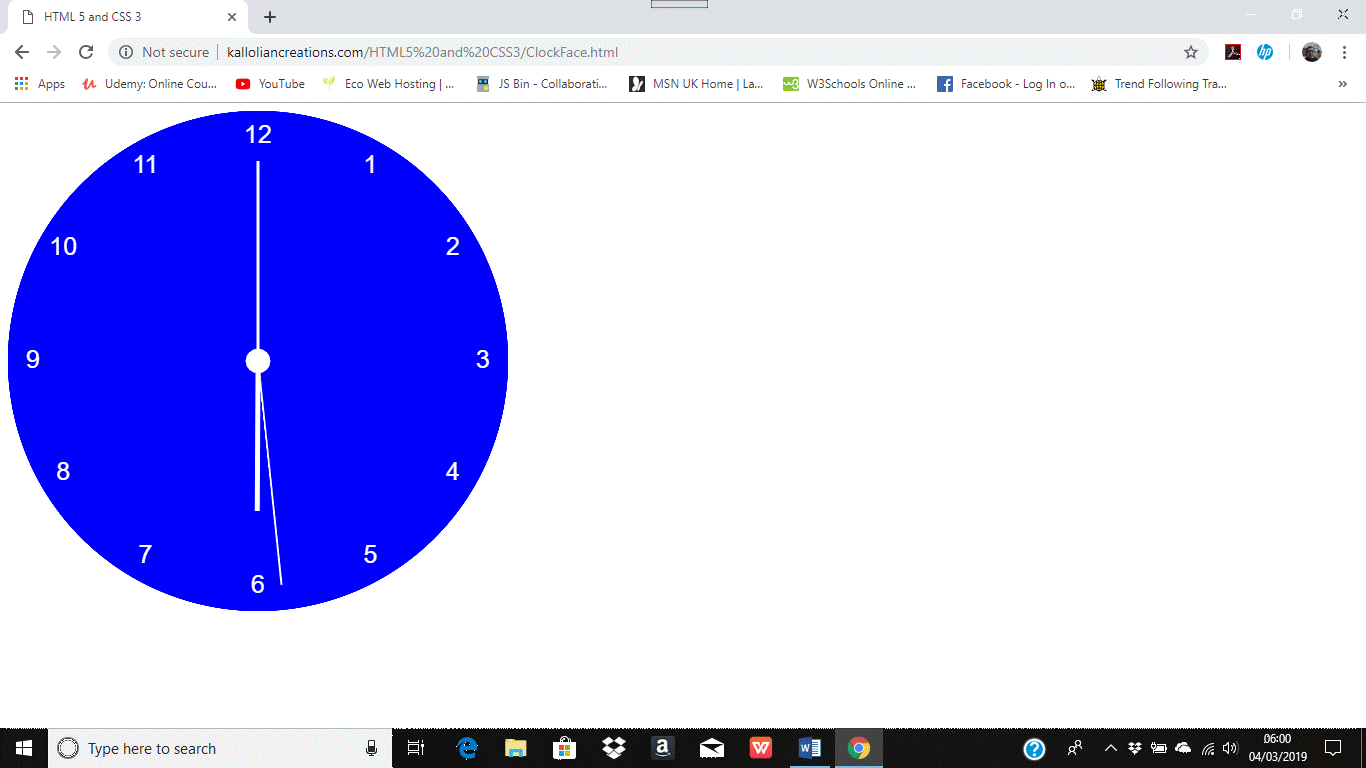 HTML 5 and CSS 3
Not secure | kalloliancreations.com/HTML5%20and%20CSS3/ClockFace.html
Apps Udemy: Online Cou... YouTube Eco Web Hosting | ... JS Bin - Collaborati... MSN UK Home | La... W3Schools Online ... Facebook - Log In o... Trend Following Tra... »
12
11 1
10 2
9 3
8 4
7 5
6
Type here to search
06:00
04/03/2019